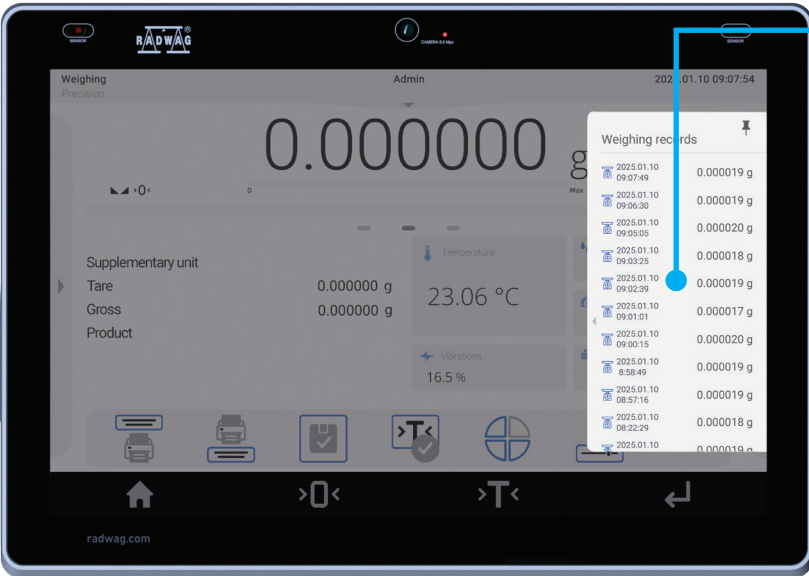 SENSOR
RADWAG®
CAMERA 5.0 Mpx
SENSOR
Weighing
Admin
01.10 09:07:54
Precision
0.000000 g
>0<
0
Max
Weighing records
2025.01.10
09:07:49
0.000019 g
2025.01.10
09:06:30
0.000019 g
2025.01.10
09:05:05
0.000020 g
2025.01.10
09:03:25
0.000018 g
2025.01.10
09:02:39
0.000019 g
2025.01.10
09:01:01
0.000017 g
2025.01.10
09:00:15
0.000020 g
2025.01.10
8:58:49
0.000019 g
2025.01.10
08:57:16
0.000019 g
2025.01.10
08:22:29
0.000018 g
2025.01.10
0.000019 g
Supplementary unit
Tare 0.000000 g
Gross 0.000000 g
Product
Temperature
23.06 °C
Vibrations
16.5 %
>T<
>0<
>T<
radwag.com